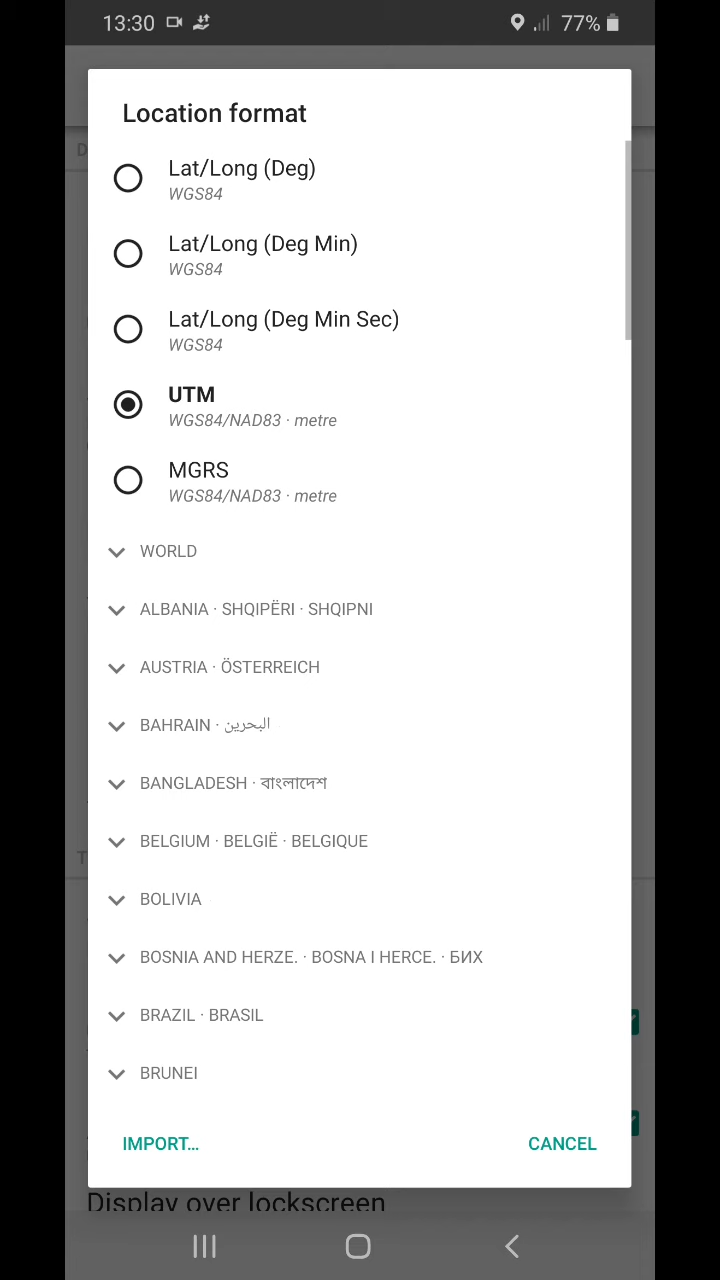 13:30
77%
Location format
Lat/Long (Deg)
WGS84
Lat/Long (Deg Min)
WGS84
Lat/Long (Deg Min Sec)
WGS84
UTM
WGS84/NAD83 · metre
MGRS
WGS84/NAD83 · metre
WORLD
ALBANIA · SHQIPËRI · SHQIPNI
AUSTRIA · ÖSTERREICH
BAHRAIN · البحرين
BANGLADESH · বাংলাদেশ
BELGIUM · BELGIË · BELGIQUE
BOLIVIA
BOSNIA AND HERZE. · BOSNA I HERCE. · БИХ
BRAZIL · BRASIL
BRUNEI
IMPORT...
CANCEL
Display over lockscreen